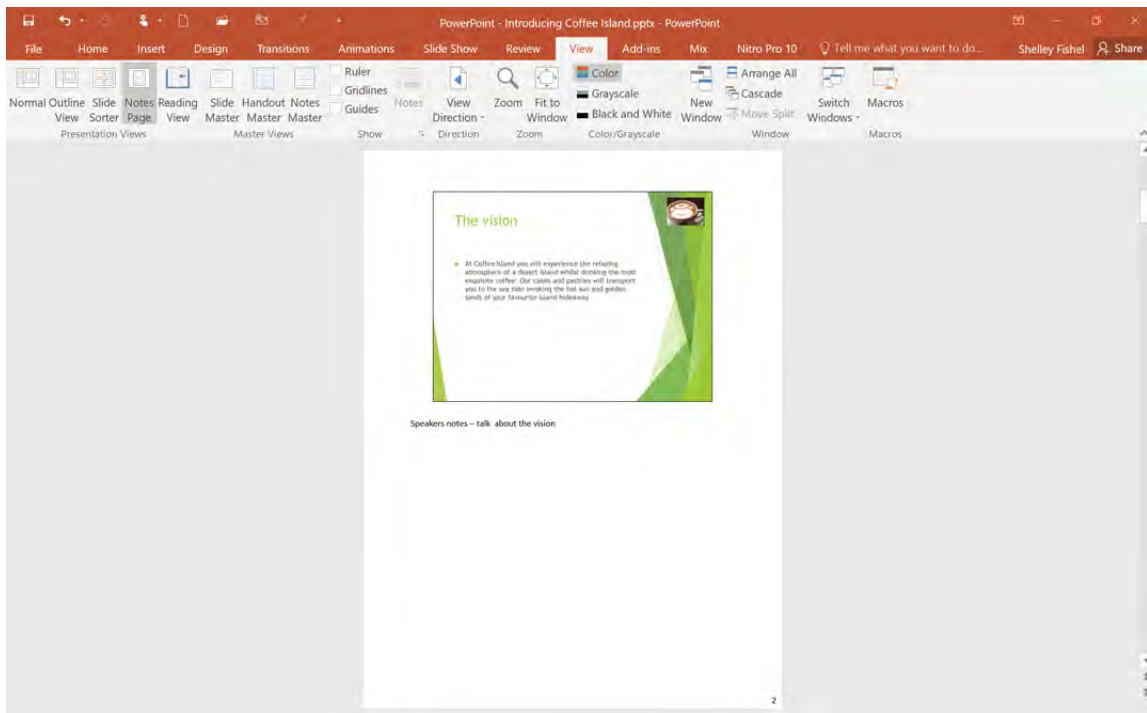 PowerPoint - Introducing Coffee Island.pptx - PowerPoint
File Home Insert Design Transitions Animations Slide Show Review View Add-ins Mix Nitro Pro 10 Tell me what you want to do... Shelley Fishel Share
Normal Outline View Slide Sorter Notes Page Reading View
Presentation Views
Slide Master Handout Master Notes Master
Master Views
Ruler
Gridlines
Guides
Notes
Show
View Direction
Direction
Zoom Fit to Window
Zoom
Color
Grayscale
Black and White
Color/Grayscale
New Window
Arrange All
Cascade
Move Split
Switch Windows
Window
Macros
Macros
The vision
At Coffee Island you will experience the relaxing
atmosphere of a desert island whilst drinking the most
exquisite coffee. Our cakes and pastries will transport
you to the sea side invoking the hot sun and golden
sands of your favourite island hideaway
Speakers notes – talk about the vision
2